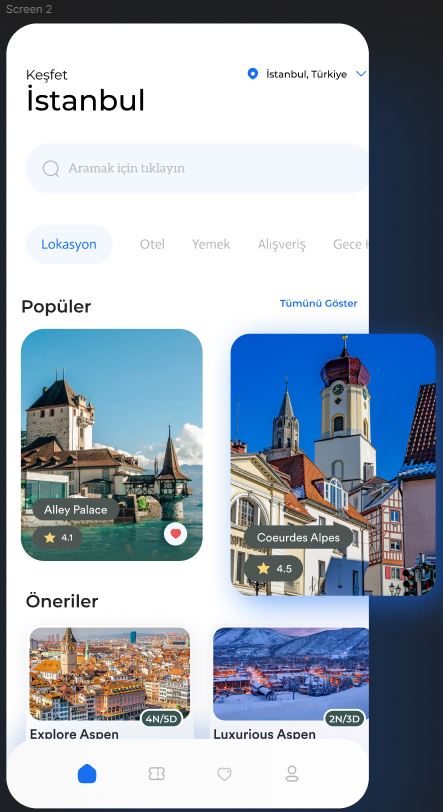 Screen 2
Keşfet
İstanbul, Türkiye
İstanbul
Aramak için tıklayın
Lokasyon Otel Yemek Alışveriş Gece
Popüler
Tümünü Göster
Alley Palace
4.1
Coeurdes Alpes
4.5
Öneriler
4N/5D
2N/3D
Explore Aspen
Luxurious Aspen